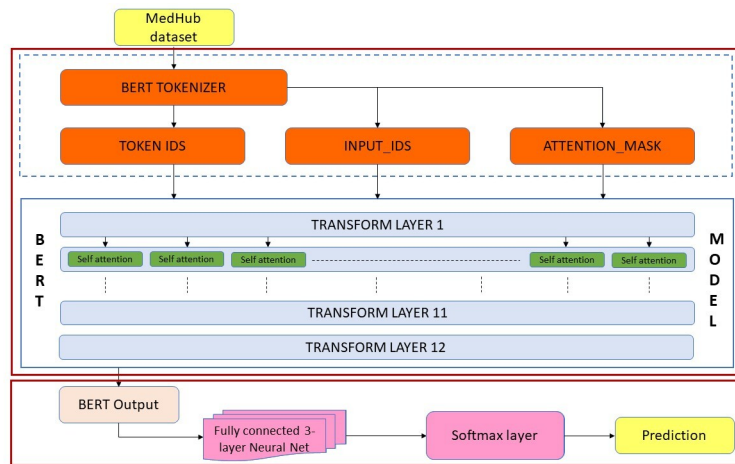 MedHub
dataset
BERT TOKENIZER
TOKEN IDS
INPUT_IDS
ATTENTION_MASK
BERT
MODEL
TRANSFORM LAYER 1
Self attention
Self attention
Self attention
Self attention
Self attention
TRANSFORM LAYER 11
TRANSFORM LAYER 12
BERT Output
Fully connected 3-
layer Neural Net
Softmax layer
Prediction